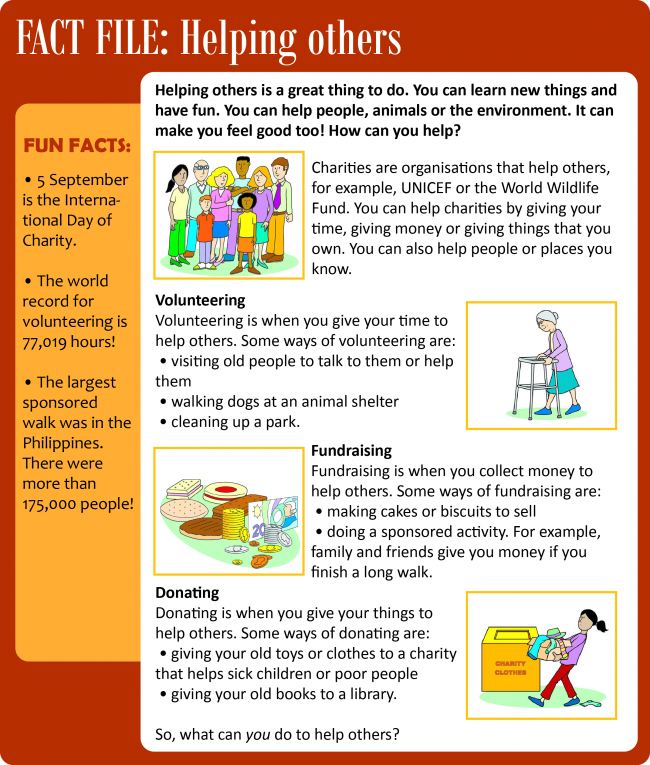 FACT FILE: Helping others
Helping others is a great thing to do. You can learn new things and
have fun. You can help people, animals or the environment. It can
make you feel good too! How can you help?
FUN FACTS:
• 5 September
is the Interna-
tional Day of
Charity.
• The world
record for
volunteering is
77,019 hours!
• The largest
sponsored
walk was in the
Philippines.
There were
more than
175,000 people!
Charities are organisations that help others,
for example, UNICEF or the World Wildlife
Fund. You can help charities by giving your
time, giving money or giving things that you
own. You can also help people or places you
know.
Volunteering
Volunteering is when you give your time to
help others. Some ways of volunteering are:
• visiting old people to talk to them or help
them
• walking dogs at an animal shelter
• cleaning up a park.
Fundraising
Fundraising is when you collect money to
help others. Some ways of fundraising are:
• making cakes or biscuits to sell
• doing a sponsored activity. For example,
family and friends give you money if you
finish a long walk.
20
Donating
Donating is when you give your things to
help others. Some ways of donating are:
• giving your old toys or clothes to a charity
that helps sick children or poor people
• giving your old books to a library.
CHARITY
CLOTHES
So, what can you do to help others?